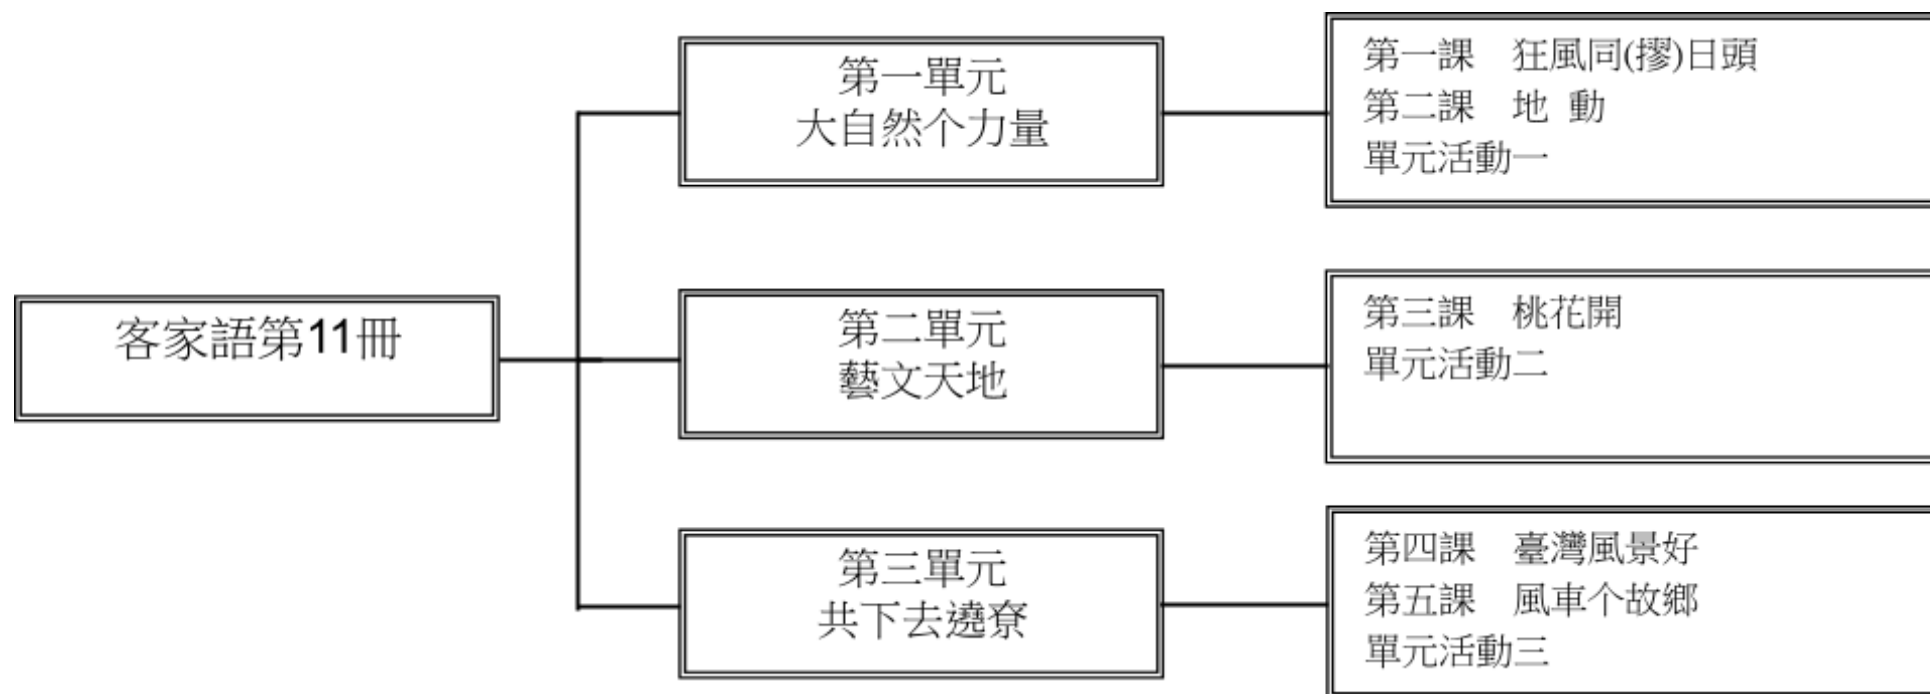 客家語第11冊
第一單元
大自然个力量
第一課 狂風同(摎)日頭
第二課 地 動
單元活動一
第二單元
藝文天地
第三課 桃花開
單元活動二
第三單元
共下去遶尞
第四課 臺灣風景好
第五課 風車个故鄉
單元活動三